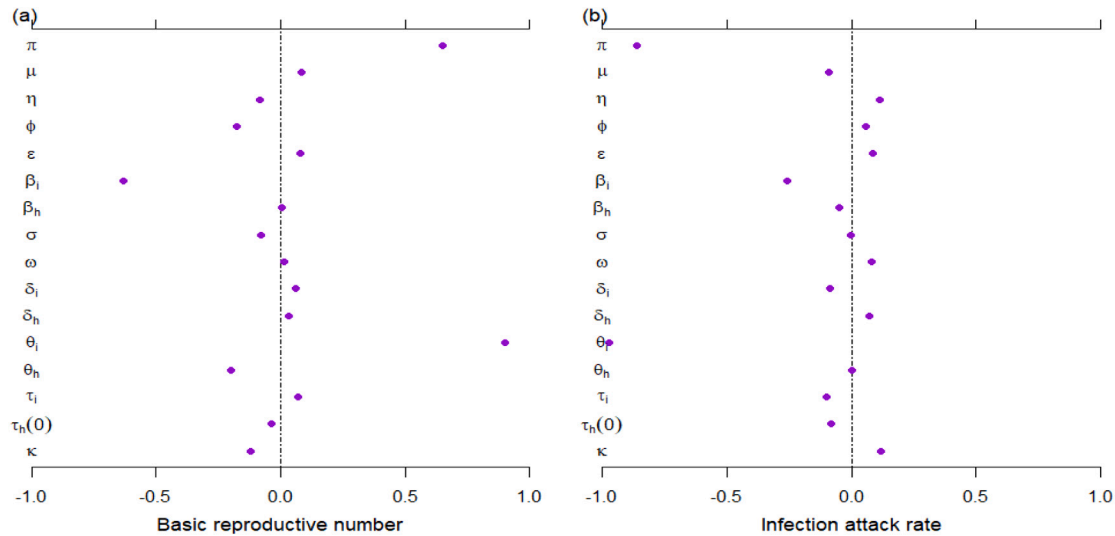 (a)
π
μ
η
ϕ
ε
βi
βh
σ
ω
δi
δh
θi
θh
τi
τh(0)
κ
-1.0 -0.5 0.0 0.5 1.0
Basic reproductive number
(b)
π
μ
η
ϕ
ε
βi
βh
σ
ω
δi
δh
θi
θh
τi
τh(0)
κ
-1.0 -0.5 0.0 0.5 1.0
Infection attack rate